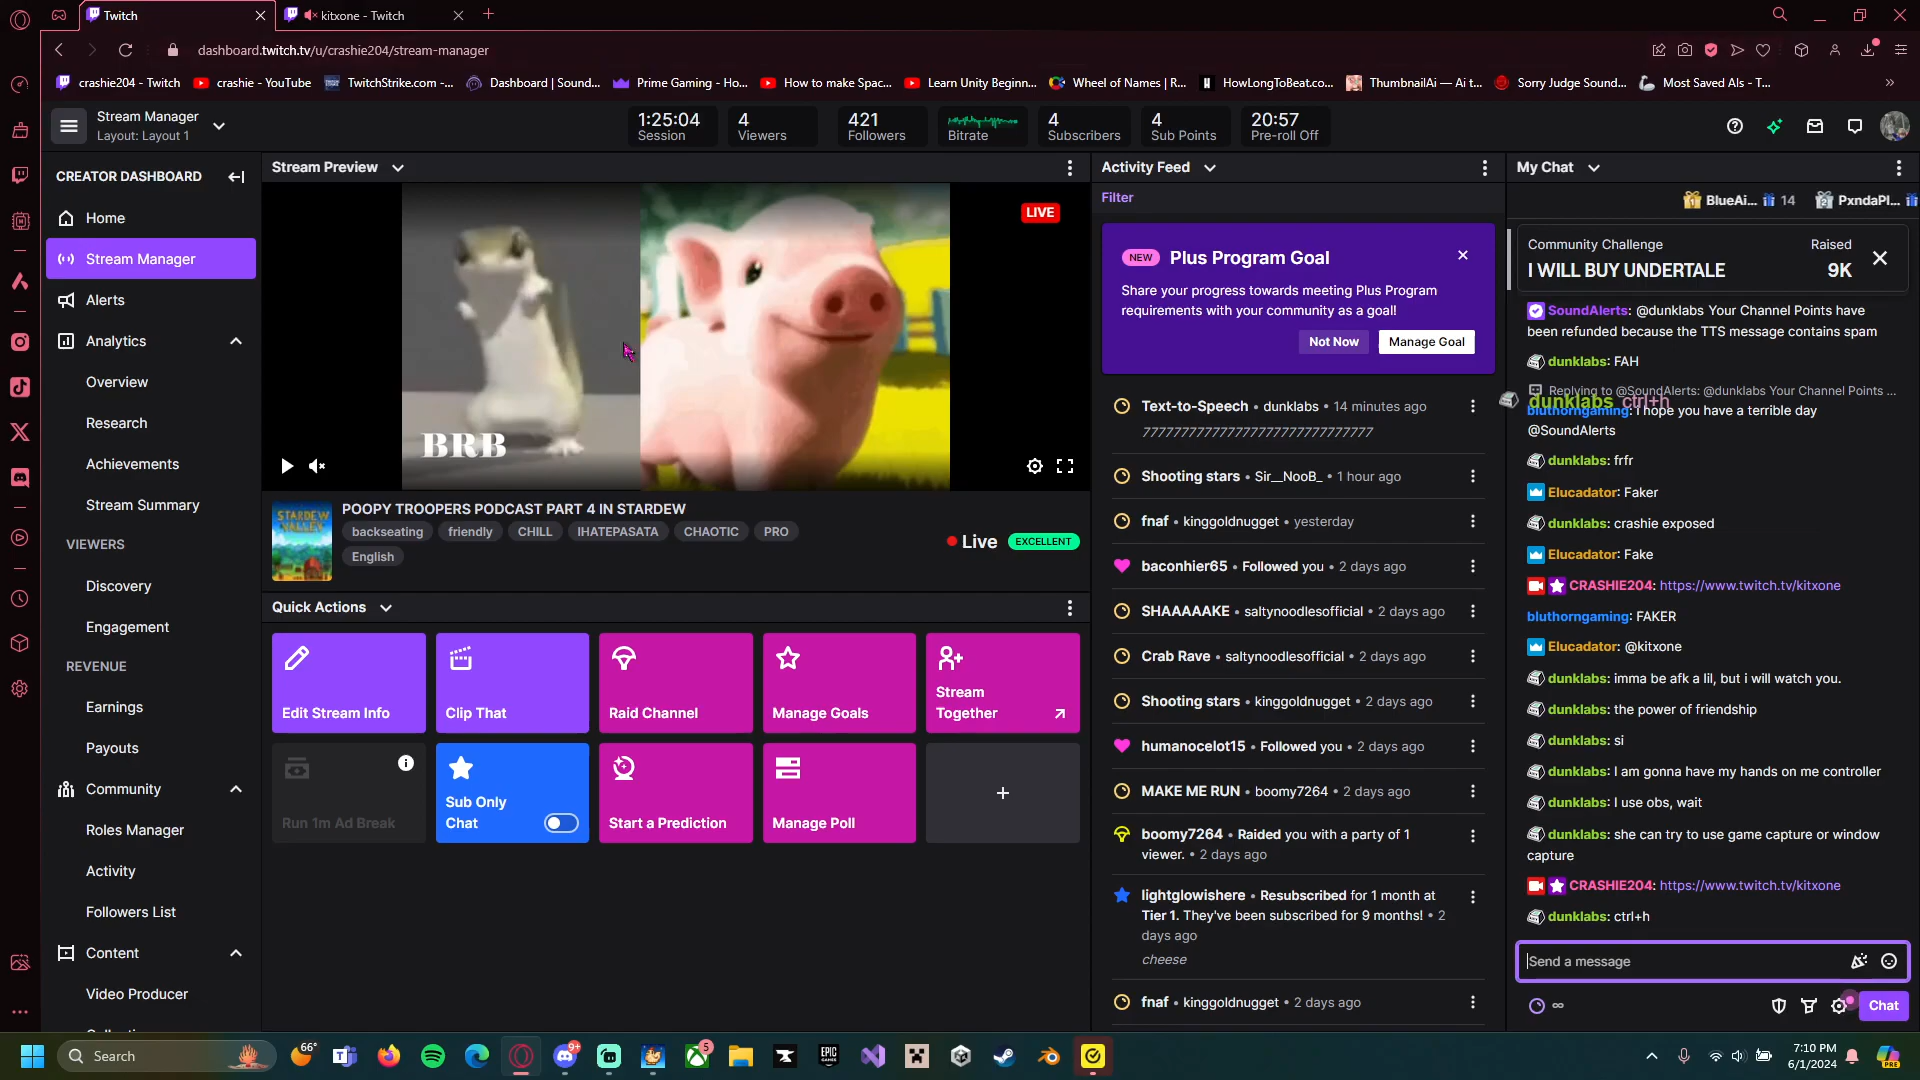 Twitch
kitxone - Twitch
dashboard.twitch.tv/u/crashie204/stream-manager
crashie204 - Twitch
crashie - YouTube
TwitchStrike.com -...
Dashboard | Sound...
Prime Gaming - Ho...
How to make Spac...
Learn Unity Beginn...
Wheel of Names | R...
HowLongToBeat.co...
ThumbnailAi — Ai t...
Sorry Judge Sound...
Most Saved AIs - T...
Stream Manager
Layout: Layout 1
1:25:04
Session
4
Viewers
421
Followers
Bitrate
4
Subscribers
4
Sub Points
20:57
Pre-roll Off
CREATOR DASHBOARD
Home
Stream Manager
Alerts
Analytics
Overview
Research
Achievements
Stream Summary
VIEWERS
Discovery
Engagement
REVENUE
Earnings
Payouts
Community
Roles Manager
Activity
Followers List
Content
Video Producer
Stream Preview
LIVE
BRB
STARDEW
VALLEY
POOPY TROOPERS PODCAST PART 4 IN STARDEW
backseating
friendly
CHILL
IHATEPASATA
CHAOTIC
PRO
English
Live
EXCELLENT
Quick Actions
Edit Stream Info
Clip That
Raid Channel
Manage Goals
Stream
Together
Run 1m Ad Break
Sub Only
Chat
Start a Prediction
Manage Poll
Activity Feed
Filter
NEW Plus Program Goal
Share your progress towards meeting Plus Program
requirements with your community as a goal!
Not Now
Manage Goal
Text-to-Speech • dunklabs • 14 minutes ago
77777777777777777777777777777
Shooting stars • Sir__NooB_ • 1 hour ago
fnaf • kinggoldnugget • yesterday
baconhier65 • Followed you • 2 days ago
SHAAAAAKE • saltynoodlesofficial • 2 days ago
Crab Rave • saltynoodlesofficial • 2 days ago
Shooting stars • kinggoldnugget • 2 days ago
humanocelot15 • Followed you • 2 days ago
MAKE ME RUN • boomy7264 • 2 days ago
boomy7264 • Raided you with a party of 1
viewer. • 2 days ago
lightglowishere • Resubscribed for 1 month at
Tier 1. They've been subscribed for 9 months! • 2
days ago
cheese
fnaf • kinggoldnugget • 2 days ago
My Chat
1 BlueAi... 14
2 PxndaPl...
Community Challenge
Raised
I WILL BUY UNDERTALE
9K
SoundAlerts: @dunklabs Your Channel Points have
been refunded because the TTS message contains spam
dunklabs: FAH
Replying to @SoundAlerts: @dunklabs Your Channel Points ...
dunklabs ctrl+h
bluthorngaming: I hope you have a terrible day
@SoundAlerts
dunklabs: frfr
Elucadator: Faker
dunklabs: crashie exposed
Elucadator: Fake
CRASHIE204: https://www.twitch.tv/kitxone
bluthorngaming: FAKER
Elucadator: @kitxone
dunklabs: imma be afk a lil, but i will watch you.
dunklabs: the power of friendship
dunklabs: si
dunklabs: I am gonna have my hands on me controller
dunklabs: I use obs, wait
dunklabs: she can try to use game capture or window
capture
CRASHIE204: https://www.twitch.tv/kitxone
dunklabs: ctrl+h
Send a message
Chat
Search
66°
9+
5
EPIC
GAMES
7:10 PM
6/1/2024
PRE